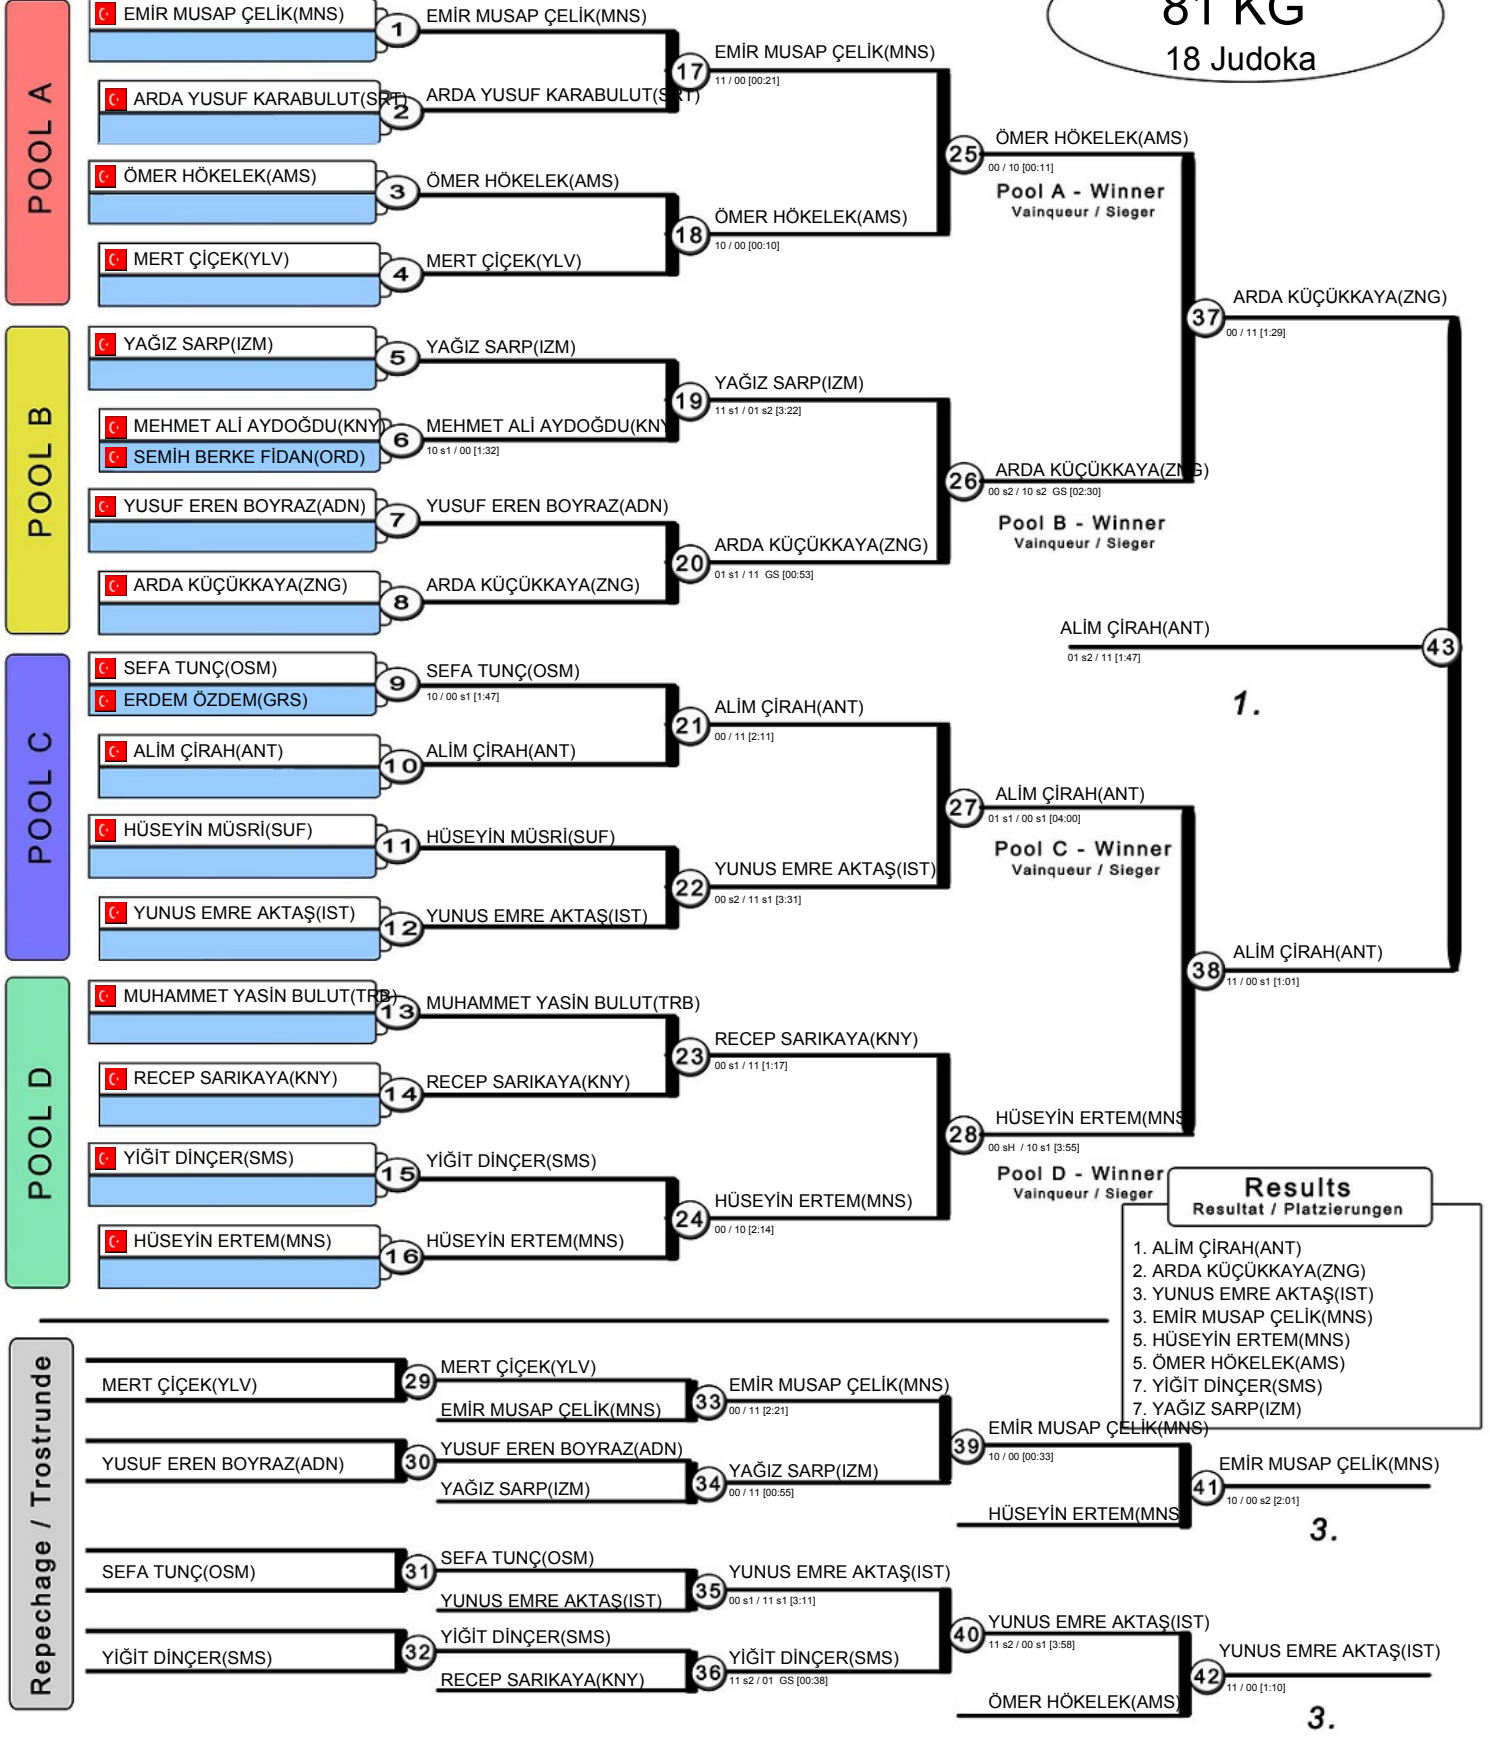 81 KG
18 Judoka
POOL A
EMİR MUSAP ÇELİK(MNS)
1
EMİR MUSAP ÇELİK(MNS)
ARDA YUSUF KARABULUT(SRT)
2
ARDA YUSUF KARABULUT(SRT)
17
EMİR MUSAP ÇELİK(MNS)
11 / 00 [00:21]
ÖMER HÖKELEK(AMS)
3
ÖMER HÖKELEK(AMS)
MERT ÇİÇEK(YLV)
4
MERT ÇİÇEK(YLV)
18
ÖMER HÖKELEK(AMS)
10 / 00 [00:10]
25
ÖMER HÖKELEK(AMS)
00 / 10 [00:11]
Pool A - Winner
Vainqueur / Sieger
POOL B
YAĞIZ SARP(IZM)
5
YAĞIZ SARP(IZM)
MEHMET ALİ AYDOĞDU(KNY)
SEMİH BERKE FİDAN(ORD)
6
MEHMET ALİ AYDOĞDU(KNY
10 s1 / 00 [1:32]
19
YAĞIZ SARP(IZM)
11 s1 / 01 s2 [3:22]
YUSUF EREN BOYRAZ(ADN)
7
YUSUF EREN BOYRAZ(ADN)
ARDA KÜÇÜKKAYA(ZNG)
8
ARDA KÜÇÜKKAYA(ZNG)
20
ARDA KÜÇÜKKAYA(ZNG)
01 s1 / 11 GS [00:53]
26
ARDA KÜÇÜKKAYA(ZNG)
00 s2 / 10 s2 GS [02:30]
Pool B - Winner
Vainqueur / Sieger
37
ARDA KÜÇÜKKAYA(ZNG)
00 / 11 [1:29]
ALİM ÇİRAH(ANT)
01 s2 / 11 [1:47]
43
1.
POOL C
SEFA TUNÇ(OSM)
ERDEM ÖZDEM(GRS)
9
SEFA TUNÇ(OSM)
10 / 00 s1 [1:47]
ALİM ÇİRAH(ANT)
10
ALİM ÇİRAH(ANT)
21
ALİM ÇİRAH(ANT)
00 / 11 [2:11]
HÜSEYİN MÜSRİ(SUF)
11
HÜSEYİN MÜSRİ(SUF)
YUNUS EMRE AKTAŞ(IST)
12
YUNUS EMRE AKTAŞ(IST)
22
YUNUS EMRE AKTAŞ(IST)
00 s2 / 11 s1 [3:31]
27
ALİM ÇİRAH(ANT)
01 s1 / 00 s1 [04:00]
Pool C - Winner
Vainqueur / Sieger
POOL D
MUHAMMET YASİN BULUT(TRB)
13
MUHAMMET YASİN BULUT(TRB)
RECEP SARIKAYA(KNY)
14
RECEP SARIKAYA(KNY)
23
RECEP SARIKAYA(KNY)
00 s1 / 11 [1:17]
YİĞİT DİNÇER(SMS)
15
YİĞİT DİNÇER(SMS)
HÜSEYİN ERTEM(MNS)
16
HÜSEYİN ERTEM(MNS)
24
HÜSEYİN ERTEM(MNS)
00 / 10 [2:14]
28
HÜSEYİN ERTEM(MNS
00 sH / 10 s1 [3:55]
Pool D - Winner
Vainqueur / Sieger
38
ALİM ÇİRAH(ANT)
11 / 00 s1 [1:01]
Results
Resultat / Platzierungen
1. ALİM ÇİRAH(ANT)
2. ARDA KÜÇÜKKAYA(ZNG)
3. YUNUS EMRE AKTAŞ(IST)
3. EMİR MUSAP ÇELİK(MNS)
5. HÜSEYİN ERTEM(MNS)
5. ÖMER HÖKELEK(AMS)
7. YİĞİT DİNÇER(SMS)
7. YAĞIZ SARP(IZM)
Repechage / Trostrunde
MERT ÇİÇEK(YLV)
29
MERT ÇİÇEK(YLV)
EMİR MUSAP ÇELİK(MNS)
33
EMİR MUSAP ÇELİK(MNS)
00 / 11 [2:21]
YUSUF EREN BOYRAZ(ADN)
30
YUSUF EREN BOYRAZ(ADN)
YAĞIZ SARP(IZM)
34
YAĞIZ SARP(IZM)
00 / 11 [00:55]
39
EMİR MUSAP ÇELİK(MNS)
10 / 00 [00:33]
HÜSEYİN ERTEM(MNS
41
EMİR MUSAP ÇELİK(MNS)
10 / 00 s2 [2:01]
3.
SEFA TUNÇ(OSM)
31
SEFA TUNÇ(OSM)
YUNUS EMRE AKTAŞ(IST)
35
YUNUS EMRE AKTAŞ(IST)
00 s1 / 11 s1 [3:11]
YİĞİT DİNÇER(SMS)
32
YİĞİT DİNÇER(SMS)
RECEP SARIKAYA(KNY)
36
YİĞİT DİNÇER(SMS)
11 s2 / 01 GS [00:38]
40
YUNUS EMRE AKTAŞ(IST)
11 s2 / 00 s1 [3:58]
ÖMER HÖKELEK(AMS)
42
YUNUS EMRE AKTAŞ(IST)
11 / 00 [1:10]
3.